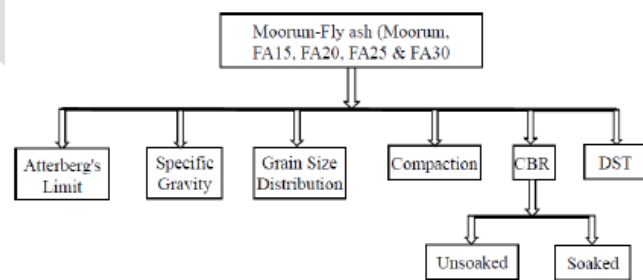 Moorum-Fly ash (Moorum,
FA15, FA20, FA25 & FA30
Atterberg's
Limit
Specific
Gravity
Grain Size
Distribution
Compaction
CBR
DST
Unsoaked
Soaked